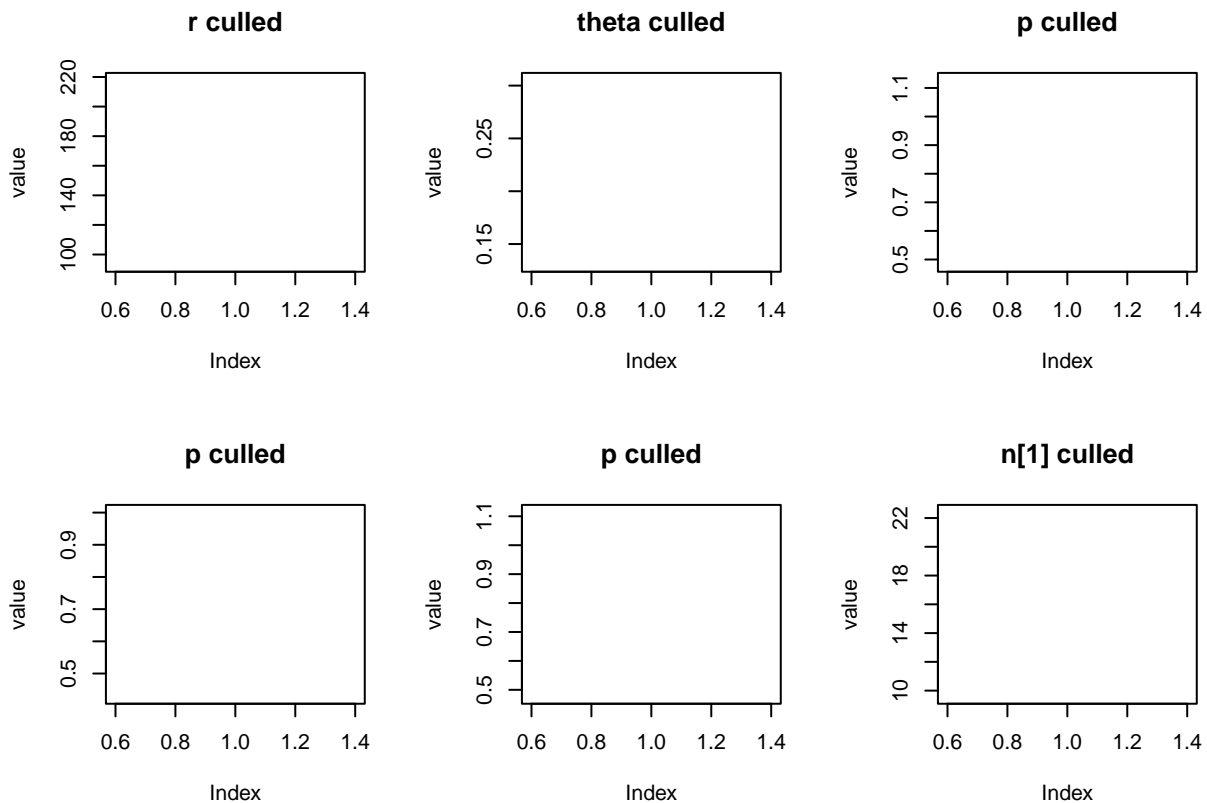 r culled
value
220
180
140
100
0.6 0.8 1.0 1.2 1.4
Index
theta culled
value
0.25
0.15
0.6 0.8 1.0 1.2 1.4
Index
p culled
value
1.1
0.9
0.7
0.5
0.6 0.8 1.0 1.2 1.4
Index
p culled
value
0.9
0.7
0.5
0.6 0.8 1.0 1.2 1.4
Index
p culled
value
1.1
0.9
0.7
0.5
0.6 0.8 1.0 1.2 1.4
Index
n[1] culled
value
22
18
14
10
0.6 0.8 1.0 1.2 1.4
Index